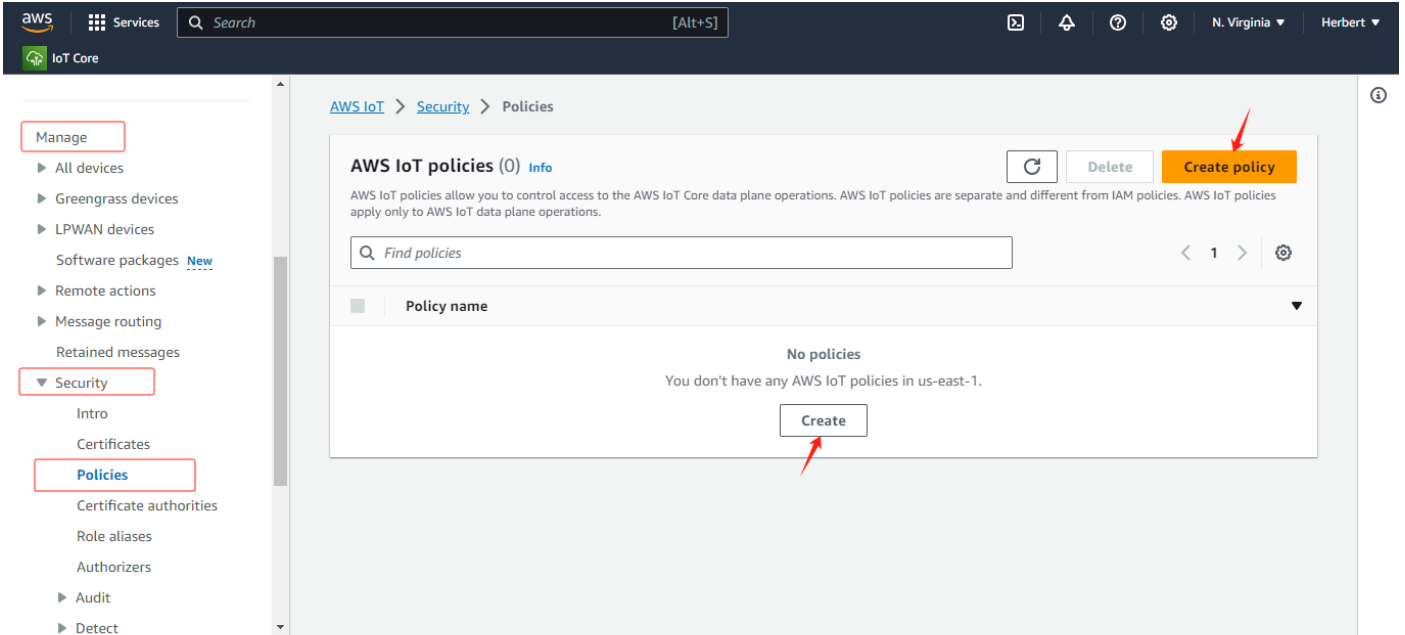 aws
Services
Search
[Alt+S]
N. Virginia
Herbert
IoT Core
Manage
All devices
Greengrass devices
LPWAN devices
Software packages New
Remote actions
Message routing
Retained messages
Security
Intro
Certificates
Policies
Certificate authorities
Role aliases
Authorizers
Audit
Detect
AWS IoT > Security > Policies
AWS IoT policies (0) Info
Delete
Create policy
AWS IoT policies allow you to control access to the AWS IoT Core data plane operations. AWS IoT policies are separate and different from IAM policies. AWS IoT policies
apply only to AWS IoT data plane operations.
Find policies
1
Policy name
No policies
You don't have any AWS IoT policies in us-east-1.
Create